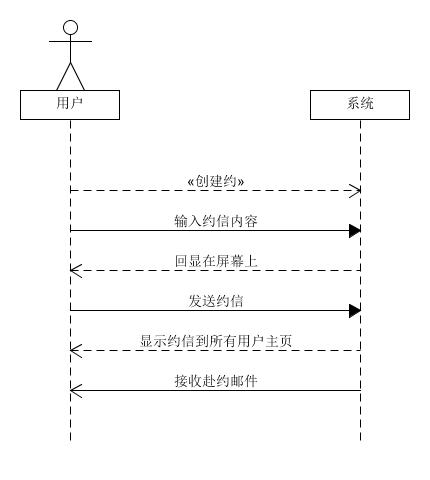 用户
系统
«创建约»
输入约信内容
回显在屏幕上
发送约信
显示约信到所有用户主页
接收赴约邮件